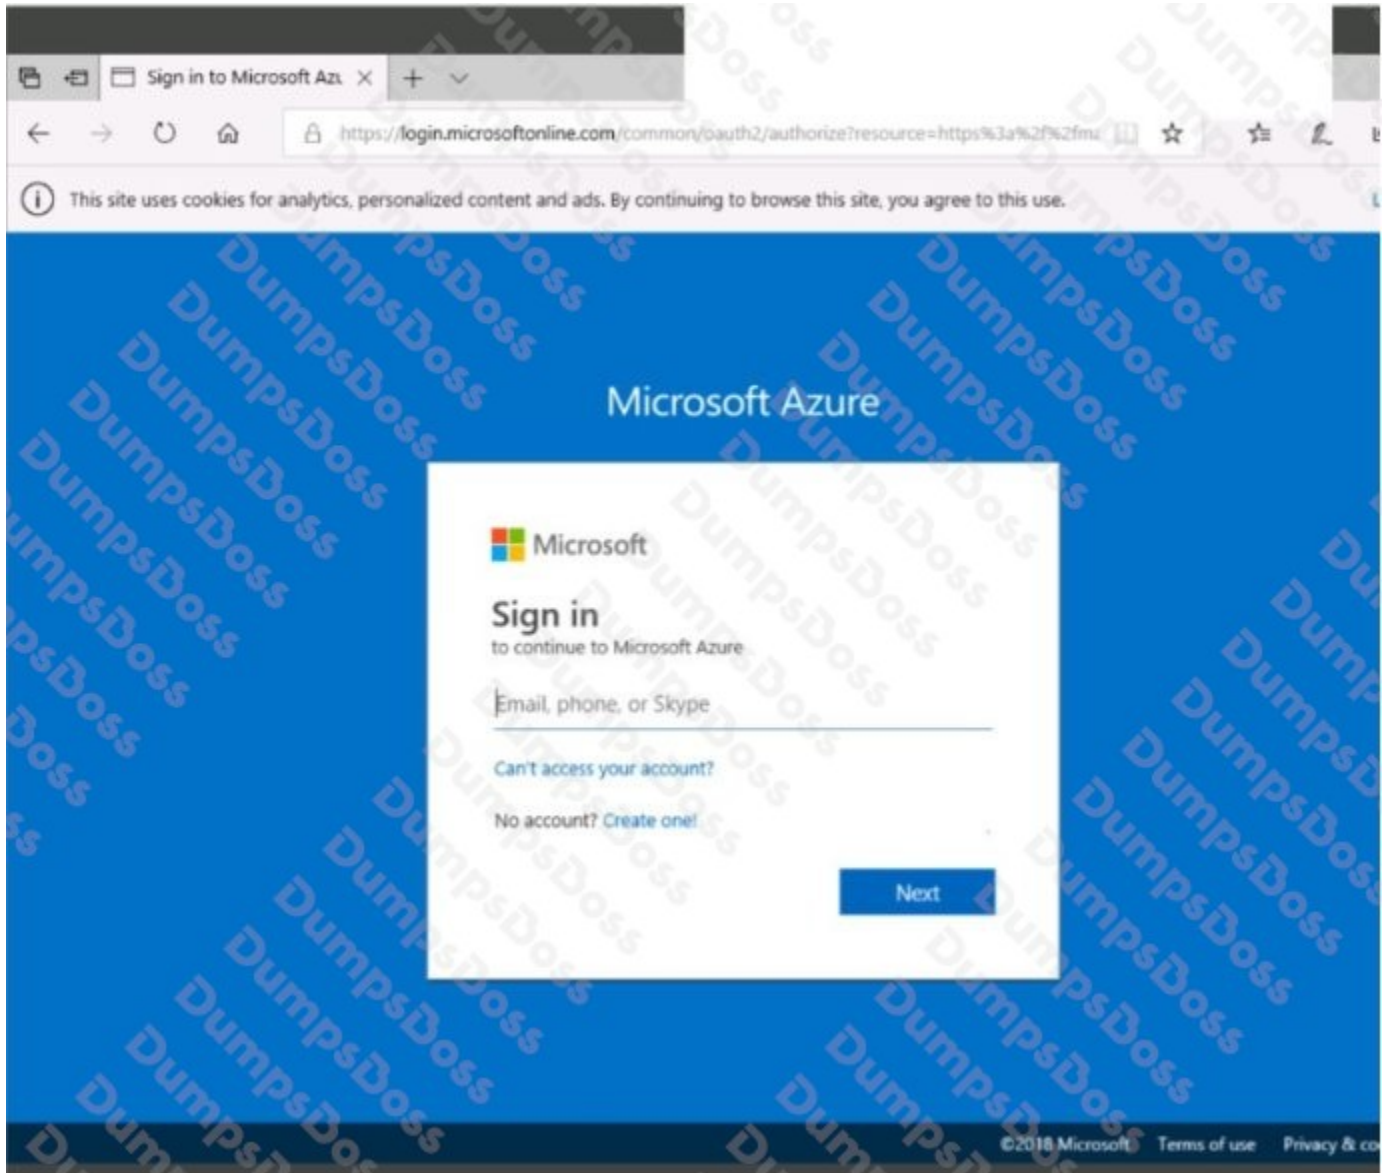 Sign in to Microsoft Az
https://login.microsoftonline.com/common/oauth2/authorize?resource=https%3a%2f%2fma
This site uses cookies for analytics, personalized content and ads. By continuing to browse this site, you agree to this use.
Microsoft Azure
Microsoft
Sign in
to continue to Microsoft Azure
Email, phone, or Skype
Can't access your account?
No account? Create one!
Next
©2018 Microsoft Terms of use Privacy & co
DumpsDoss